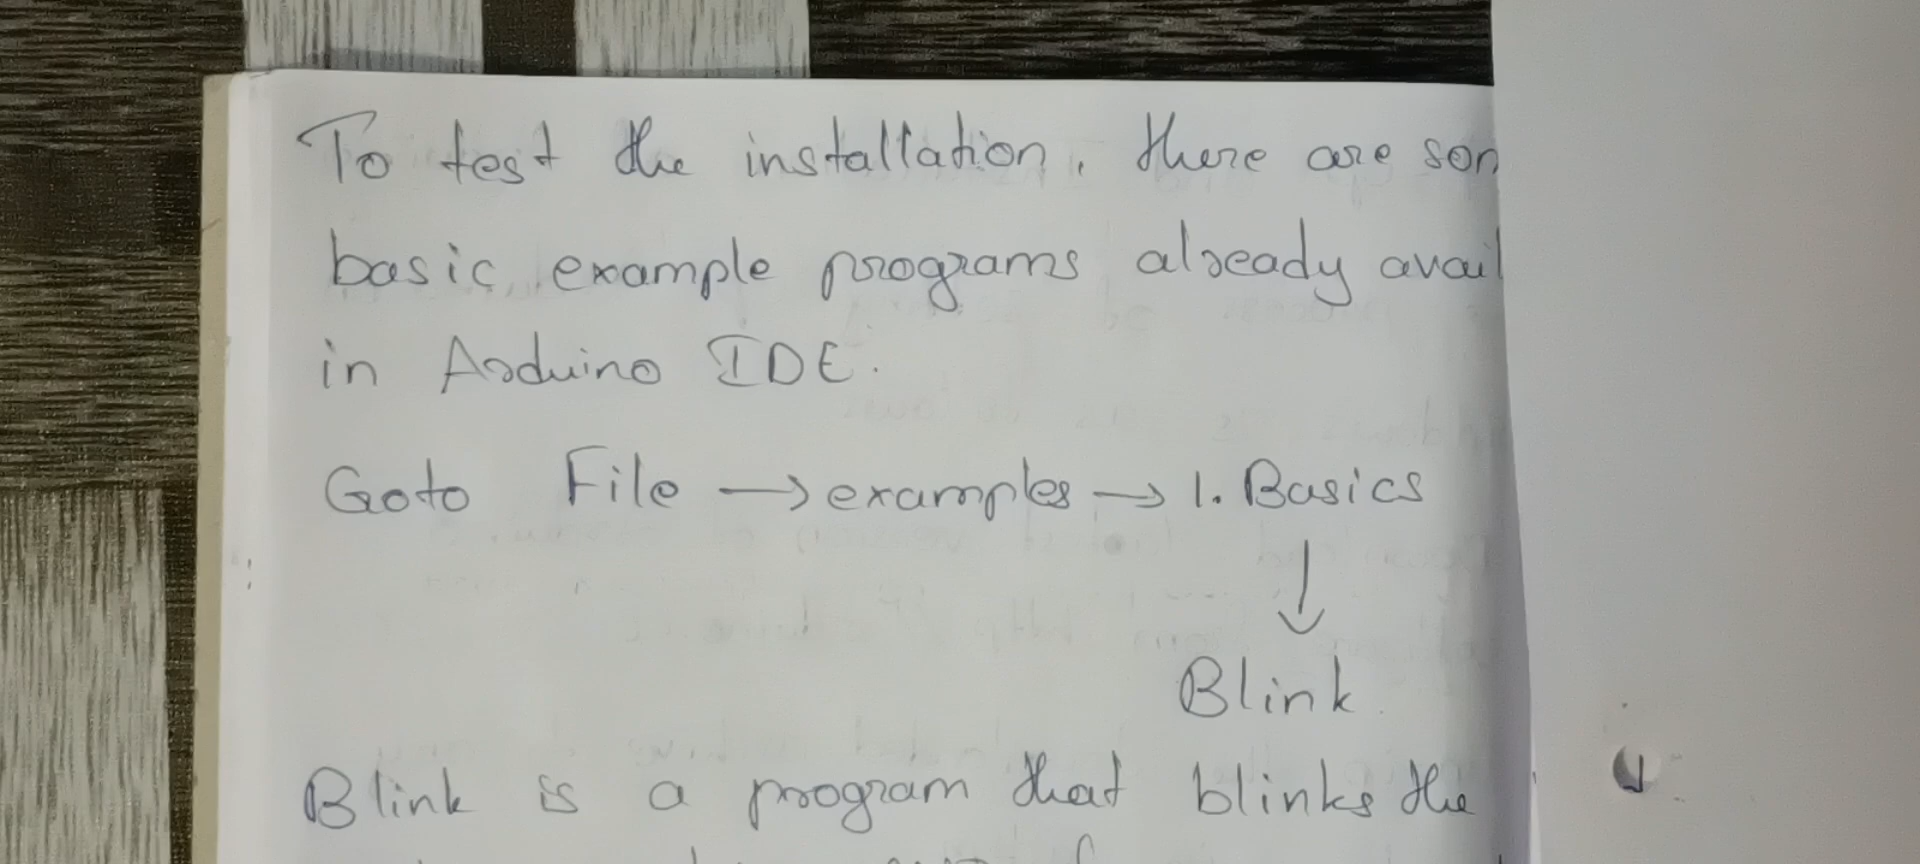 To test the installation, there are som
basic example programs already avail
in Arduino IDE.
Goto File → examples → 1. Basics
↓
Blink.
Blink is a program that blinks the